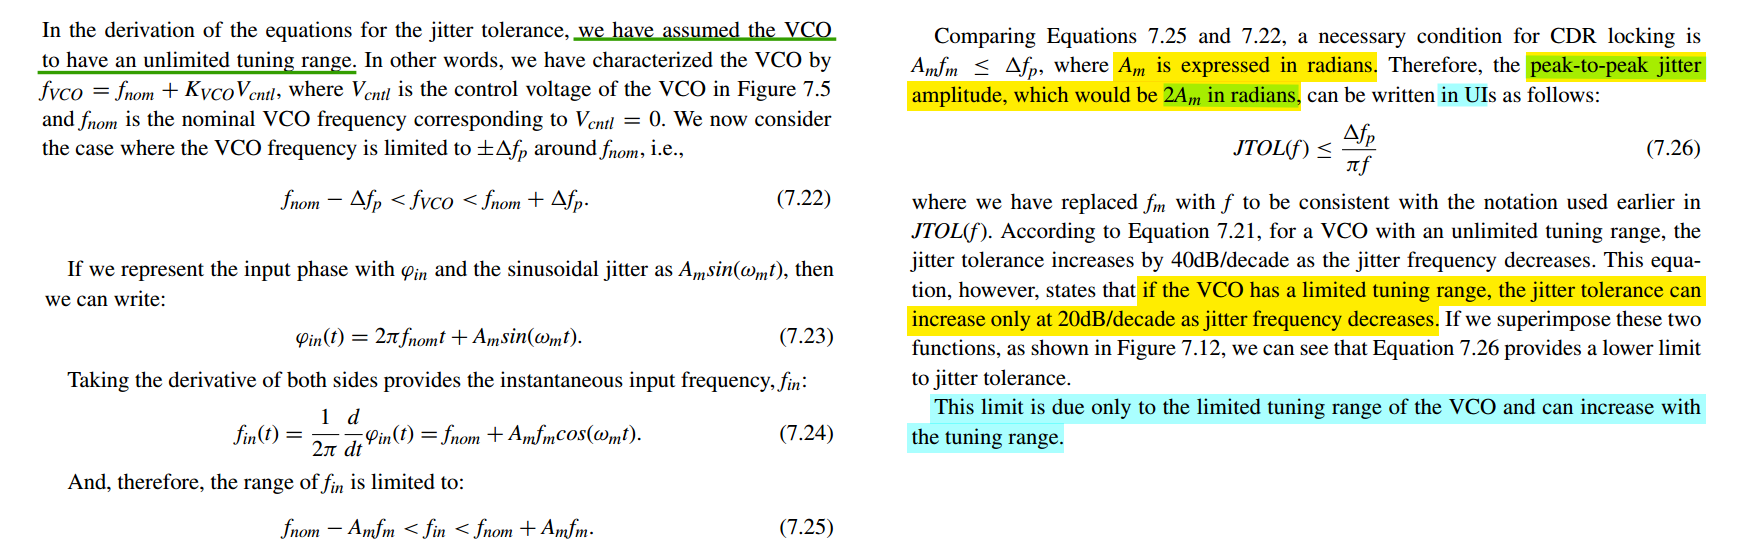 In the derivation of the equations for the jitter tolerance, we have assumed the VCO
to have an unlimited tuning range. In other words, we have characterized the VCO by
fVCO = fnom + KVCOVcntl, where Vcntl is the control voltage of the VCO in Figure 7.5
and fnom is the nominal VCO frequency corresponding to Vcntl = 0. We now consider
the case where the VCO frequency is limited to ±Δfp around fnom, i.e.,
fnom − Δfp < fVCO < fnom + Δfp. (7.22)
If we represent the input phase with φin and the sinusoidal jitter as Amsin(ωmt), then
we can write:
φin(t) = 2πfnomt + Amsin(ωmt). (7.23)
Taking the derivative of both sides provides the instantaneous input frequency, fin:
fin(t) = 1/2π d/dt φin(t) = fnom + Amfmcos(ωmt). (7.24)
And, therefore, the range of fin is limited to:
fnom − Amfm < fin < fnom + Amfm. (7.25)
Comparing Equations 7.25 and 7.22, a necessary condition for CDR locking is
Amfm ≤ Δfp, where Am is expressed in radians. Therefore, the peak-to-peak jitter
amplitude, which would be 2Am in radians, can be written in UIs as follows:
JTOL(f) ≤ Δfp/πf (7.26)
where we have replaced fm with f to be consistent with the notation used earlier in
JTOL(f). According to Equation 7.21, for a VCO with an unlimited tuning range, the
jitter tolerance increases by 40dB/decade as the jitter frequency decreases. This equa-
tion, however, states that if the VCO has a limited tuning range, the jitter tolerance can
increase only at 20dB/decade as jitter frequency decreases. If we superimpose these two
functions, as shown in Figure 7.12, we can see that Equation 7.26 provides a lower limit
to jitter tolerance.
This limit is due only to the limited tuning range of the VCO and can increase with
the tuning range.